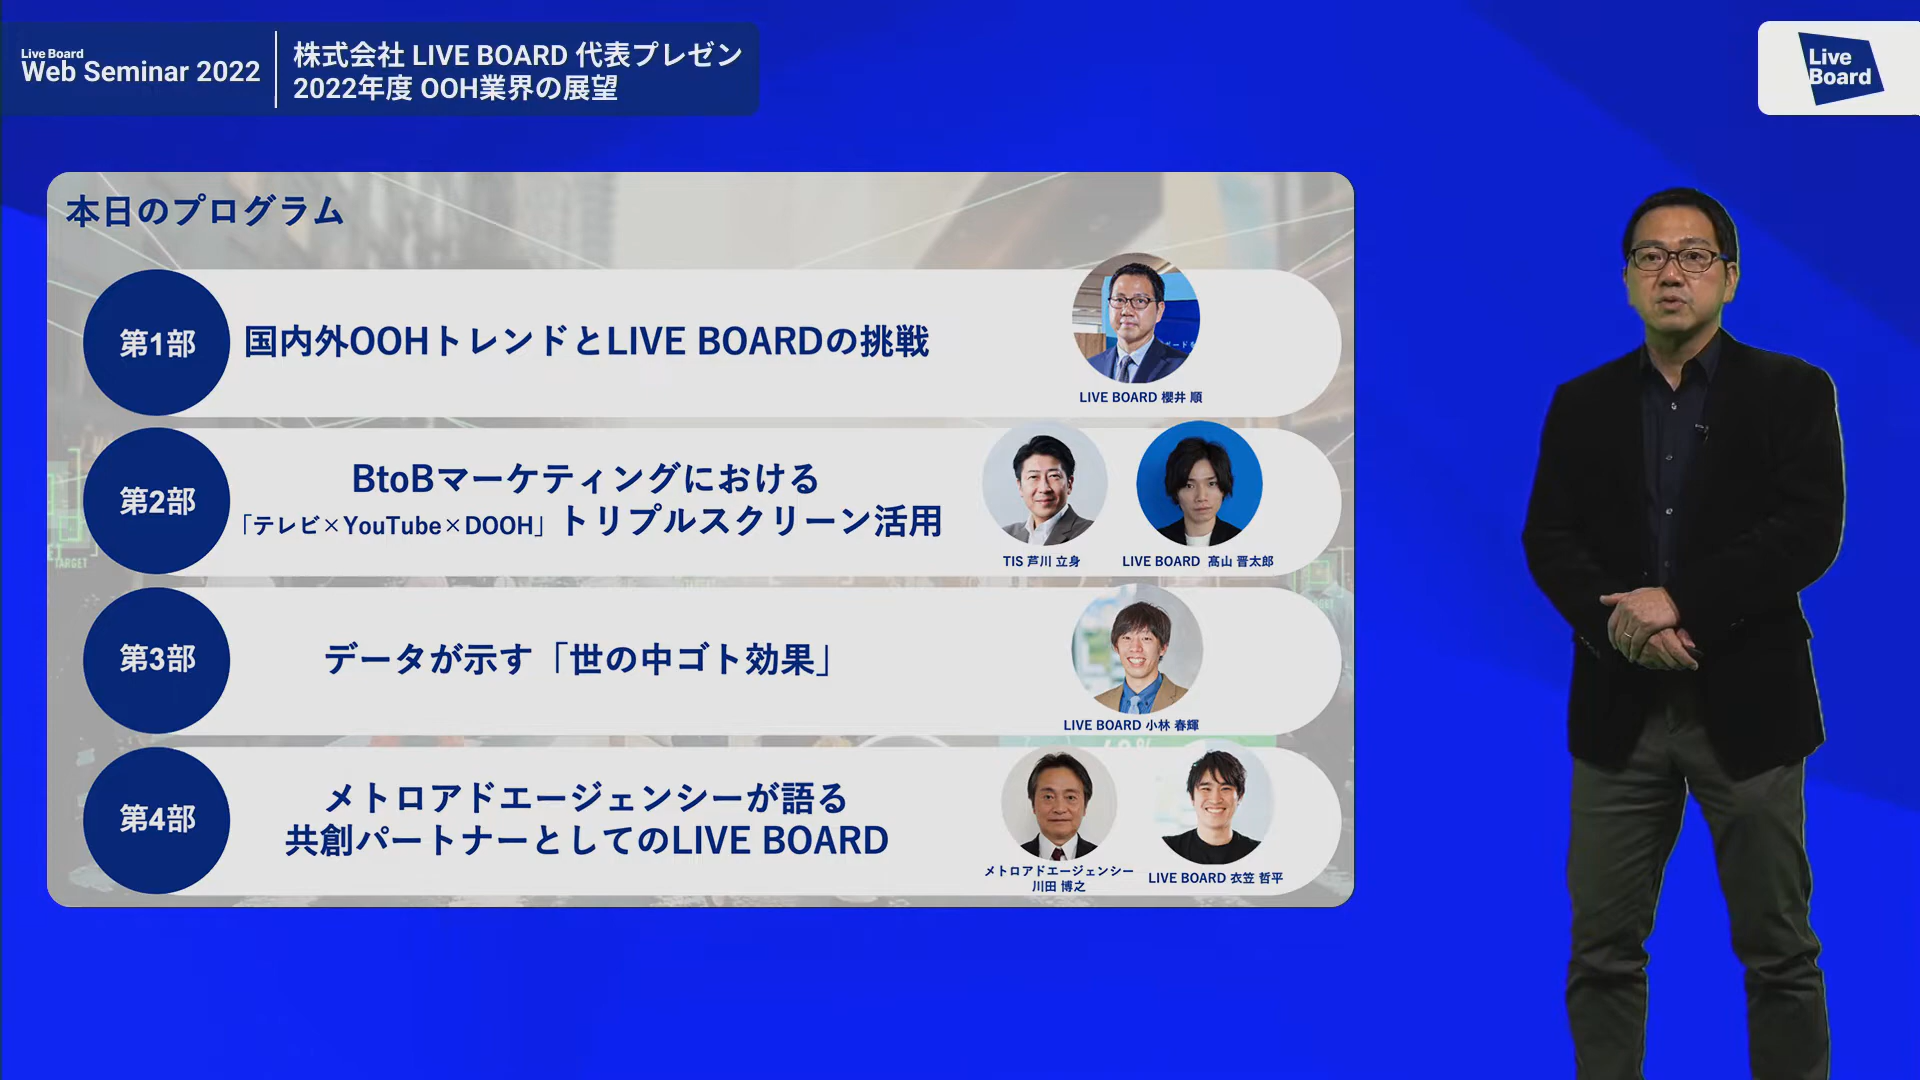 Live Board
Web Seminar 2022
株式会社 LIVE BOARD 代表プレゼン
2022年度 OOH業界の展望
Live
Board
本日のプログラム
第1部
国内外OOHトレンドとLIVE BOARDの挑戦
LIVE BOARD 櫻井 順
第2部
BtoBマーケティングにおける
「テレビ×YouTube×DOOH」トリプルスクリーン活用
TIS 芦川 立身
LIVE BOARD 髙山 晋太郎
TARGET
第3部
データが示す「世の中ゴト効果」
LIVE BOARD 小林 春輝
第4部
メトロアドエージェンシーが語る
共創パートナーとしてのLIVE BOARD
メトロアドエージェンシー
川田 博之
LIVE BOARD 衣笠 哲平